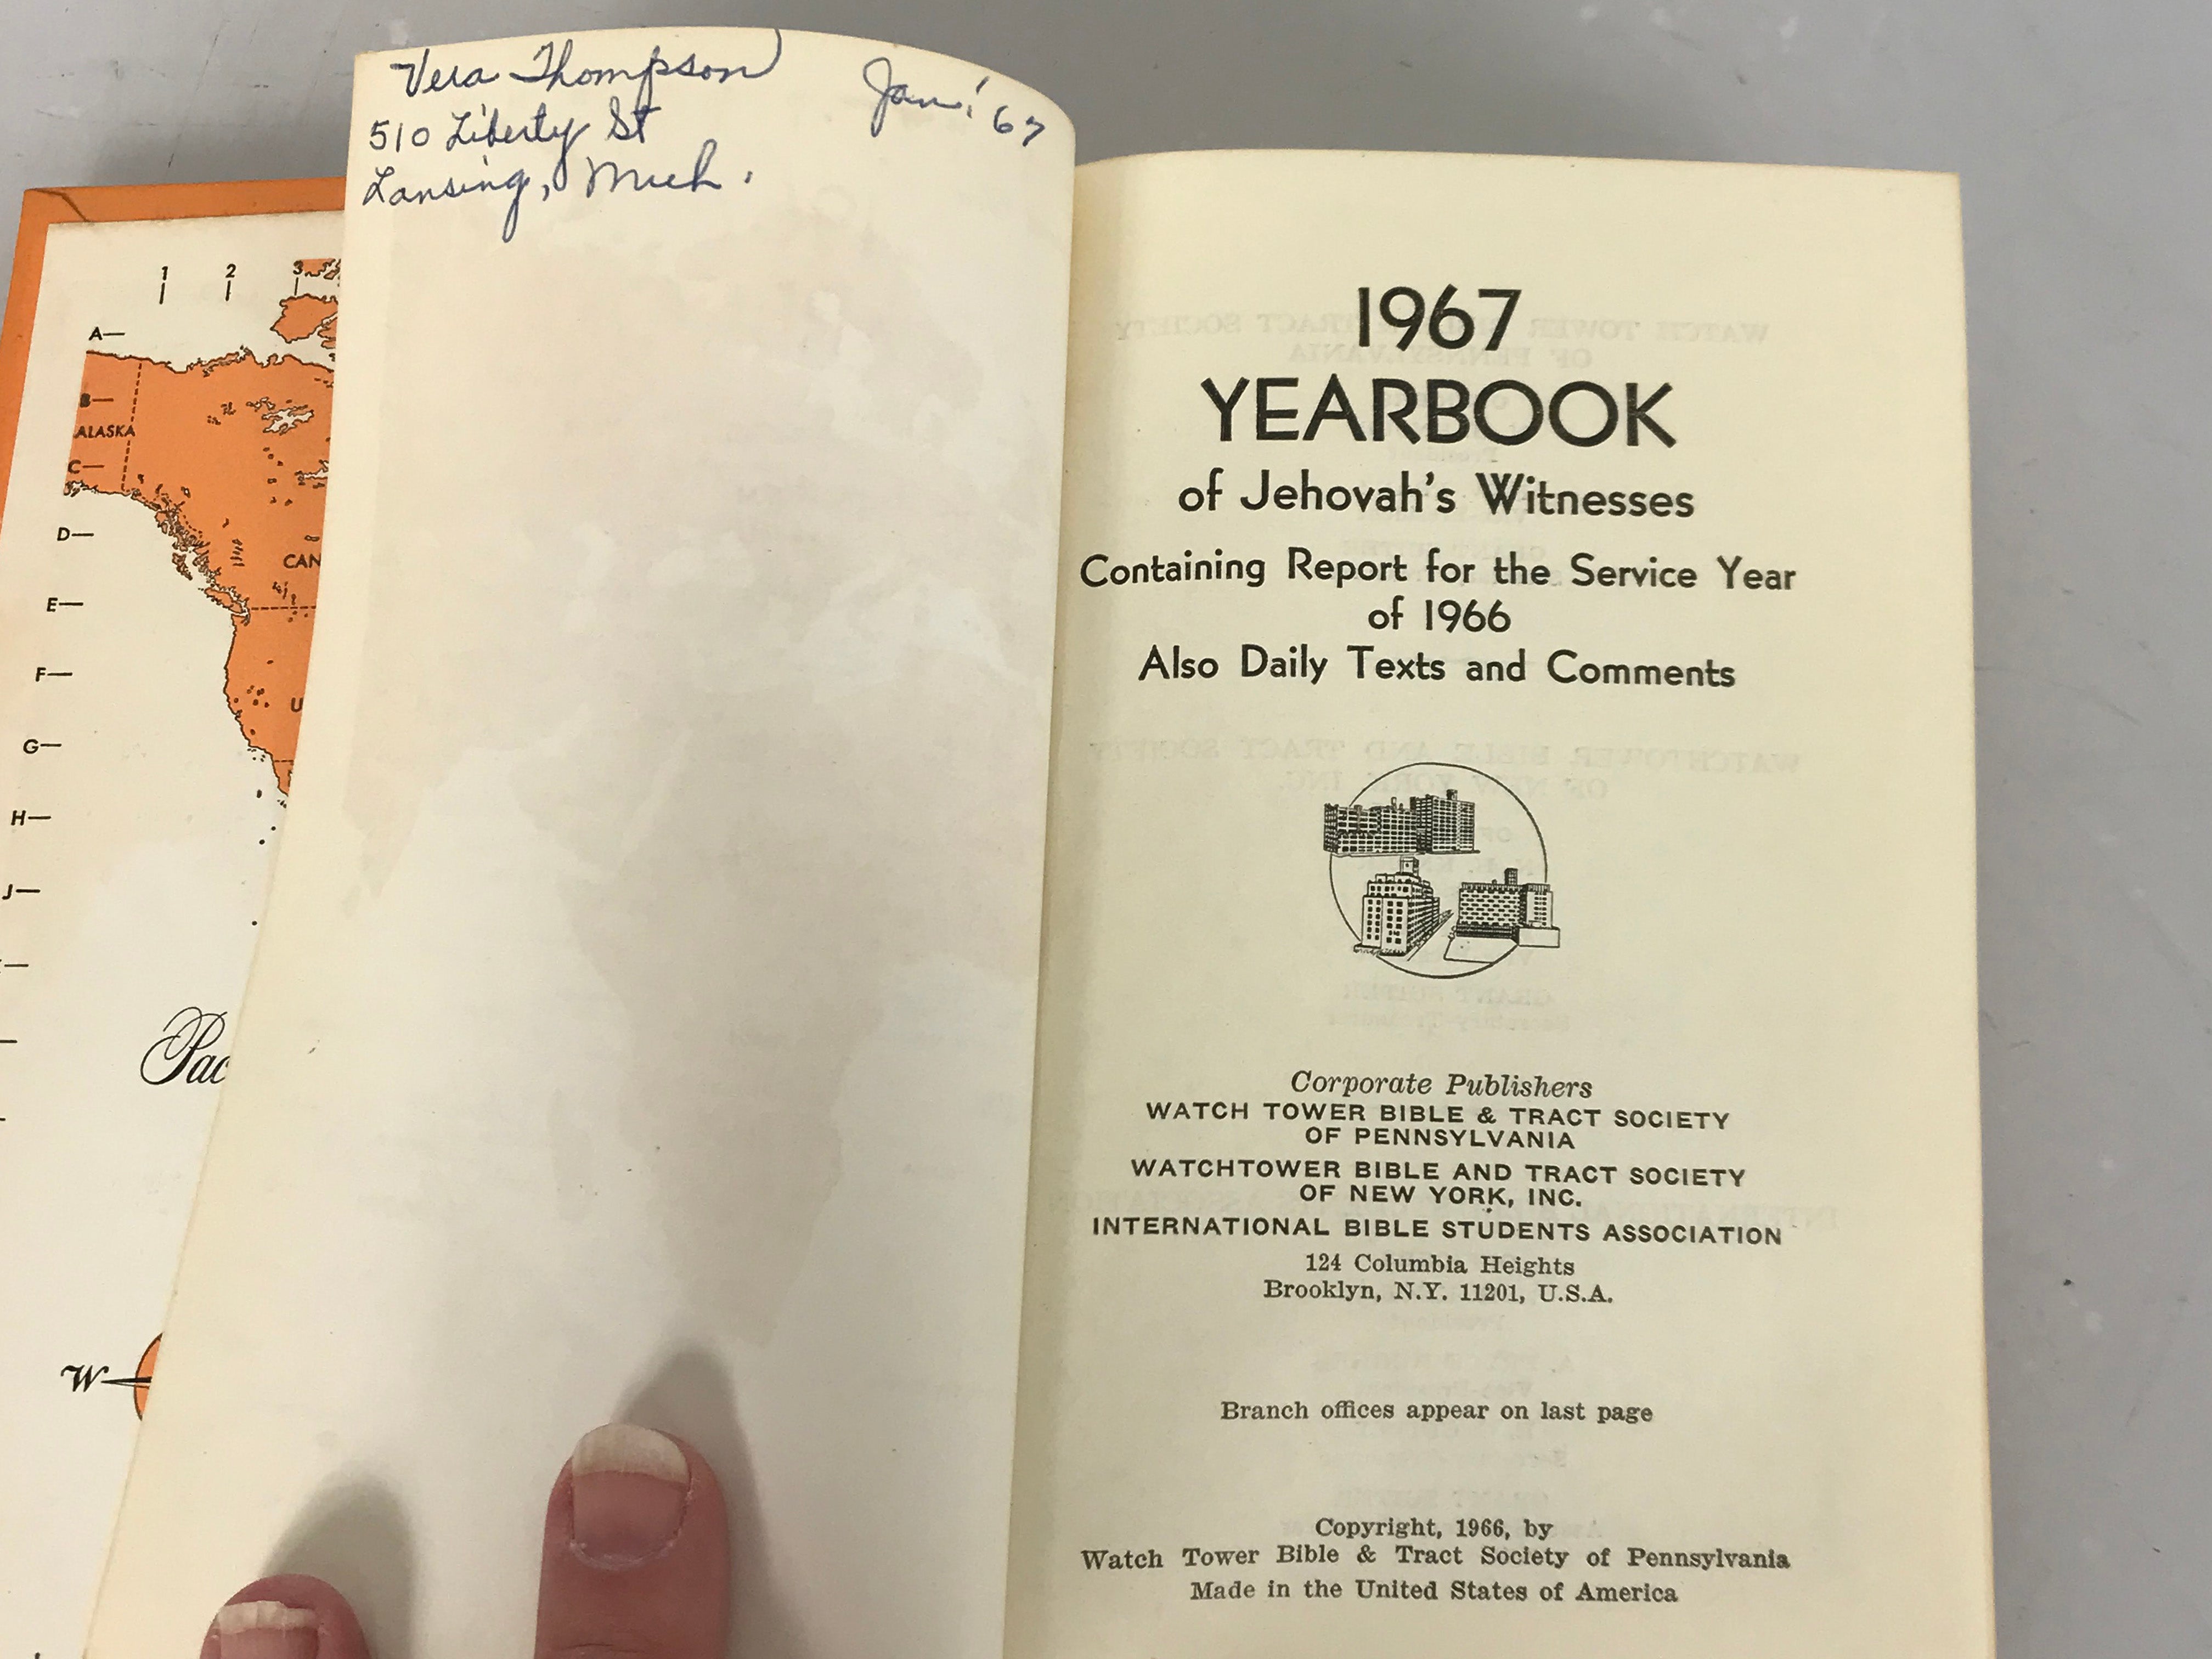 Vera Thompson
Jan. '67
510 Liberty St
Lansing, Mich.
1 2 3
A
B
ALASKA
C
D
CAN
E
F
U
G
H
J
Pac
W
1967
YEARBOOK
of Jehovah's Witnesses
Containing Report for the Service Year
of 1966
Also Daily Texts and Comments
Corporate Publishers
WATCH TOWER BIBLE & TRACT SOCIETY
OF PENNSYLVANIA
WATCHTOWER BIBLE AND TRACT SOCIETY
OF NEW YORK, INC.
INTERNATIONAL BIBLE STUDENTS ASSOCIATION
124 Columbia Heights
Brooklyn, N.Y. 11201, U.S.A.
Branch offices appear on last page
Copyright, 1966, by
Watch Tower Bible & Tract Society of Pennsylvania
Made in the United States of America